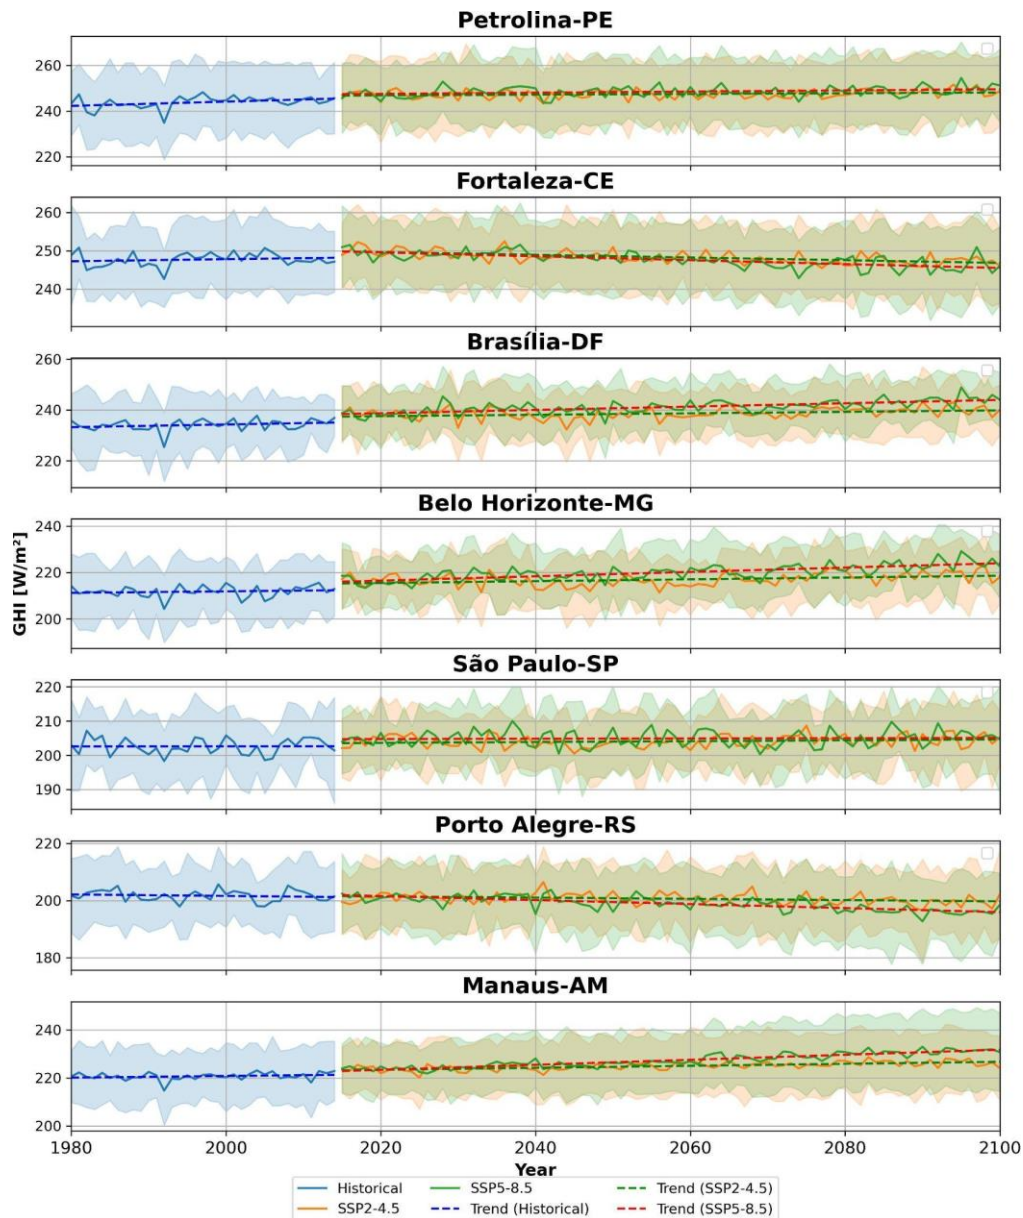 Petrolina-PE
260
240
220
Fortaleza-CE
260
250
240
Brasília-DF
260
240
220
Belo Horizonte-MG
240
220
200
GHI [W/m²]
São Paulo-SP
220
210
200
190
Porto Alegre-RS
220
200
180
Manaus-AM
240
220
200
1980 2000 2020 2040 2060 2080 2100
Year
Historical SSP5-8.5 Trend (SSP2-4.5)
SSP2-4.5 Trend (Historical) Trend (SSP5-8.5)